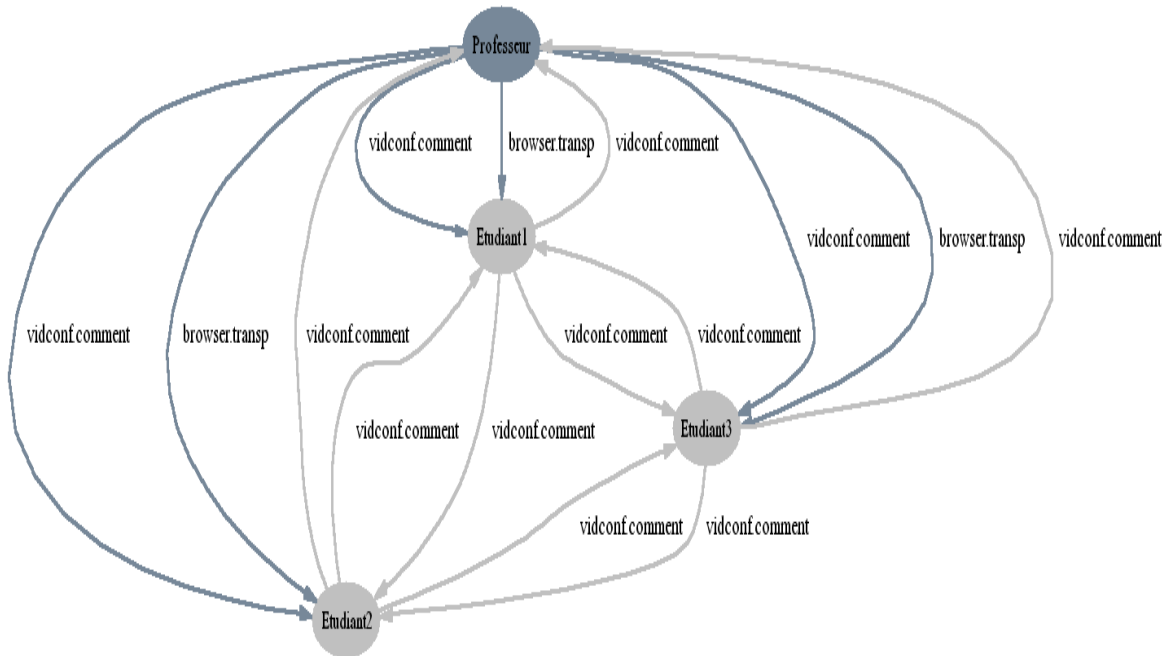 Professeur
vidconf.comment
browser.transp
vidconf.comment
Etudiant1
vidconf.comment
browser.transp
vidconf.comment
vidconf.comment
browser.transp
vidconf.comment
vidconf.comment
vidconf.comment
Etudiant3
vidconf.comment
vidconf.comment
vidconf.comment
vidconf.comment
Etudiant2